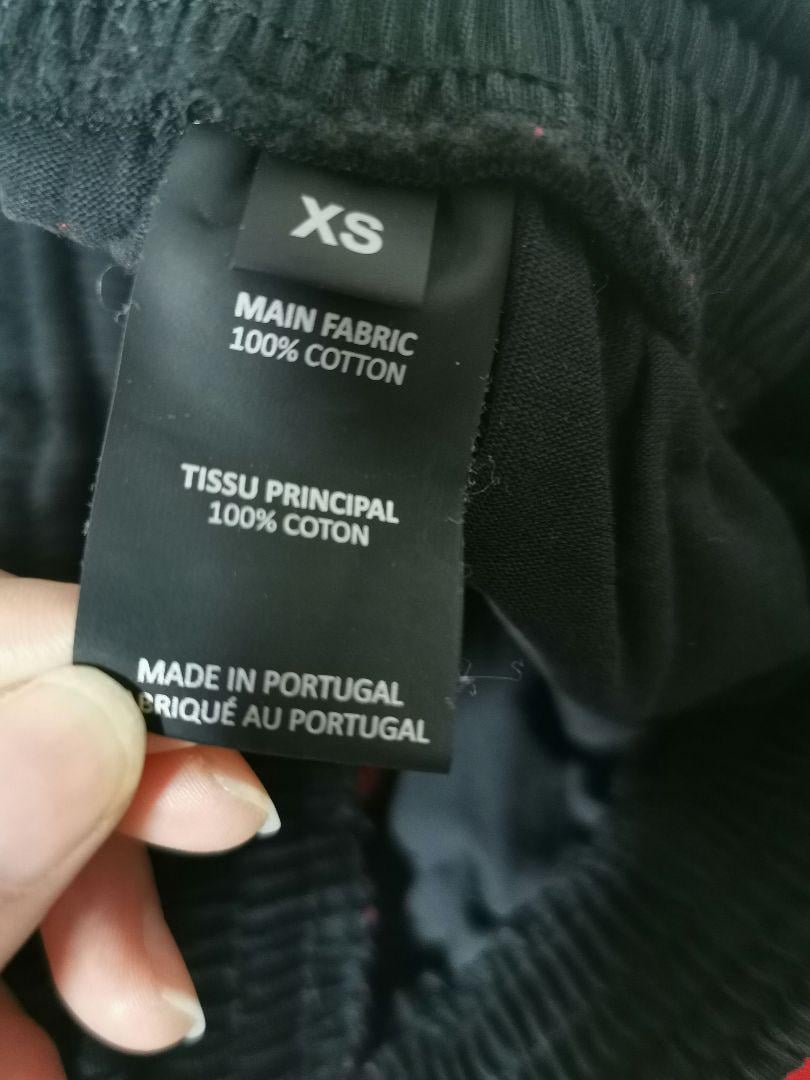 XS
MAIN FABRIC
100% COTTON
TISSU PRINCIPAL
100% COTON
MADE IN PORTUGAL
BRIQUÉ AU PORTUGAL